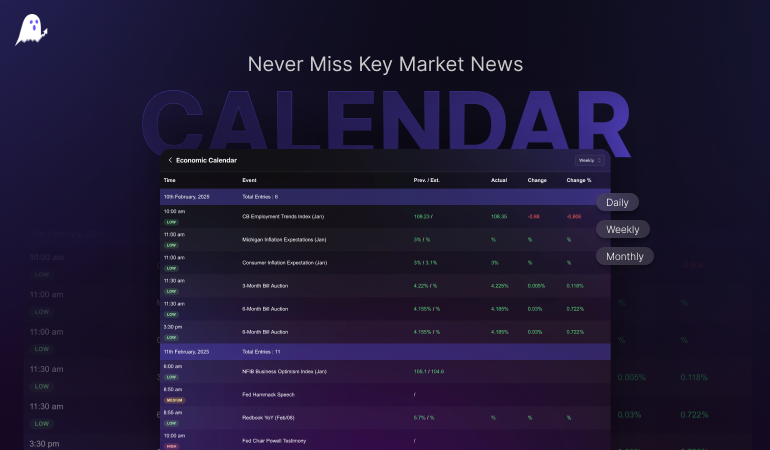 Never Miss Key Market News
CALENDAR
Economic Calendar
Weekly
Time Event Prev. / Est. Actual Change Change %
10th February, 2025 Total Entries : 6
10:00 am
LOW
CB Employment Trends Index (Jan) 109.23 / 108.35 -0.88 -0.806
11:00 am
LOW
Michigan Inflation Expectations (Jan) 3% / % % % %
11:00 am
LOW
Consumer Inflation Expectation (Jan) 3% / 3.1% 3% % %
11:30 am
LOW
3-Month Bill Auction 4.22% / % 4.225% 0.005% 0.118%
11:30 am
LOW
6-Month Bill Auction 4.155% / % 4.185% 0.03% 0.722%
3:30 pm
LOW
6-Month Bill Auction 4.155% / % 4.185% 0.03% 0.722%
11th February, 2025 Total Entries : 11
6:00 am
LOW
NFIB Business Optimism Index (Jan) 105.1 / 104.6
8:50 am
MEDIUM
Fed Hammack Speech /
8:55 am
LOW
Redbook YoY (Feb/08) 5.7% / % % % %
10:00 am
HIGH
Fed Chair Powell Testimony /
Daily
Weekly
Monthly
10:00 am
LOW
11:00 am
LOW
11:00 am
LOW
% %
11:30 am
LOW
0.005% 0.118%
11:30 am
LOW
0.03% 0.722%
3:30 pm